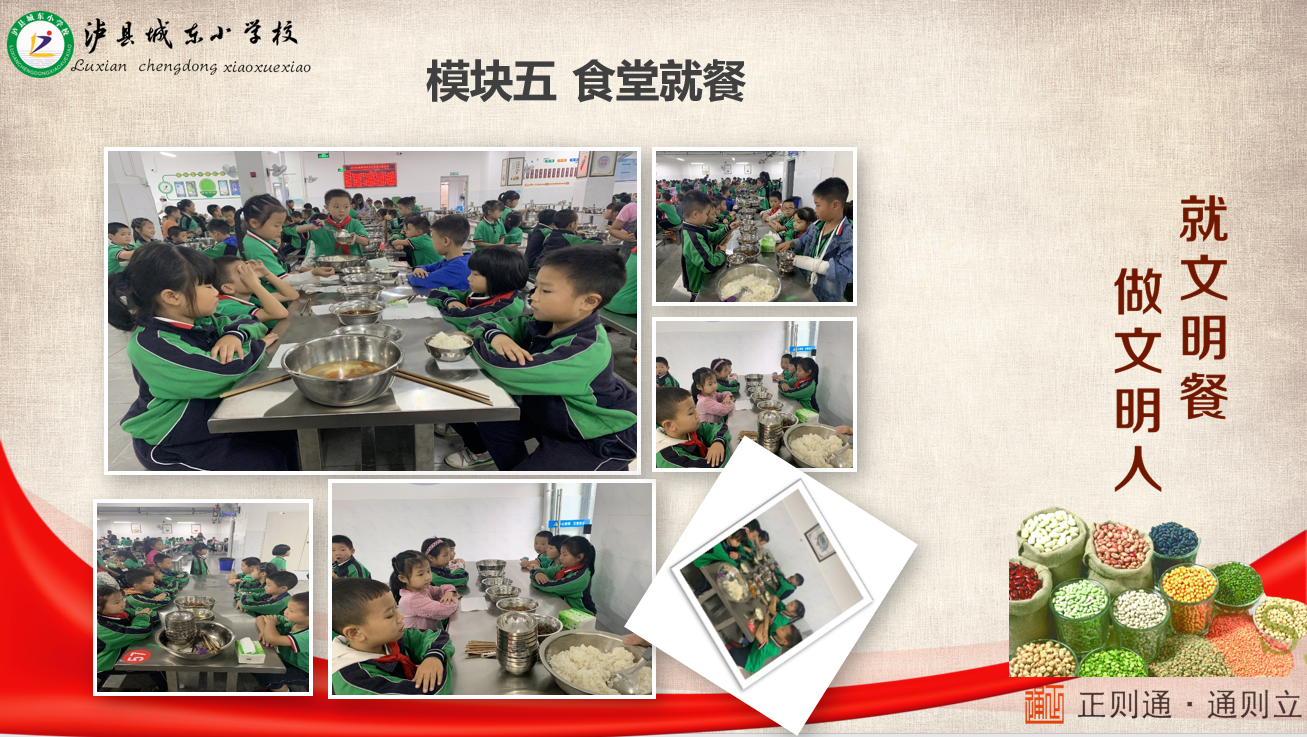 泸县城东小学校
Luxian chengdong xiaoxuexiao
模块五 食堂就餐
就文明餐
做文明人
57
正则通·通则立